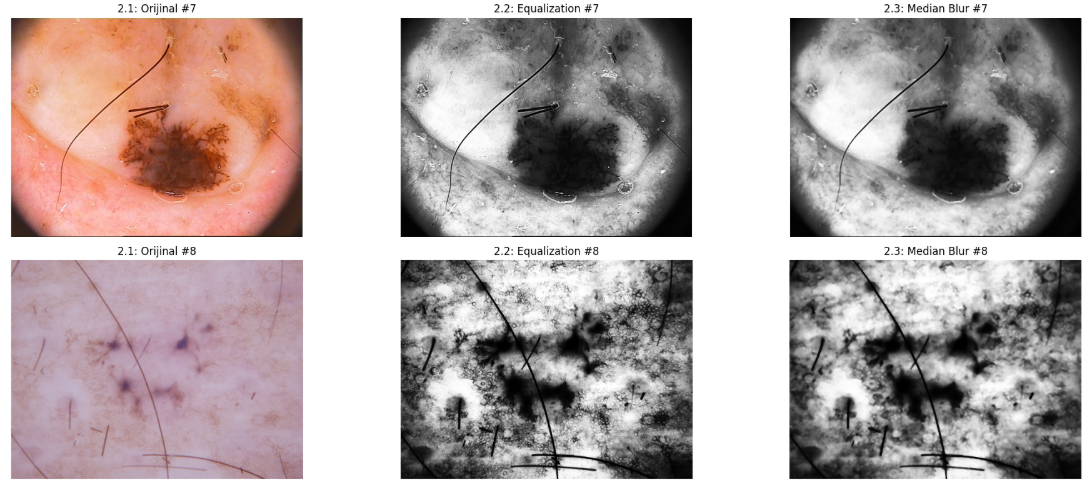 2.1: Orijinal #7
2.2: Equalization #7
2.3: Median Blur #7
2.1: Orijinal #8
2.2: Equalization #8
2.3: Median Blur #8